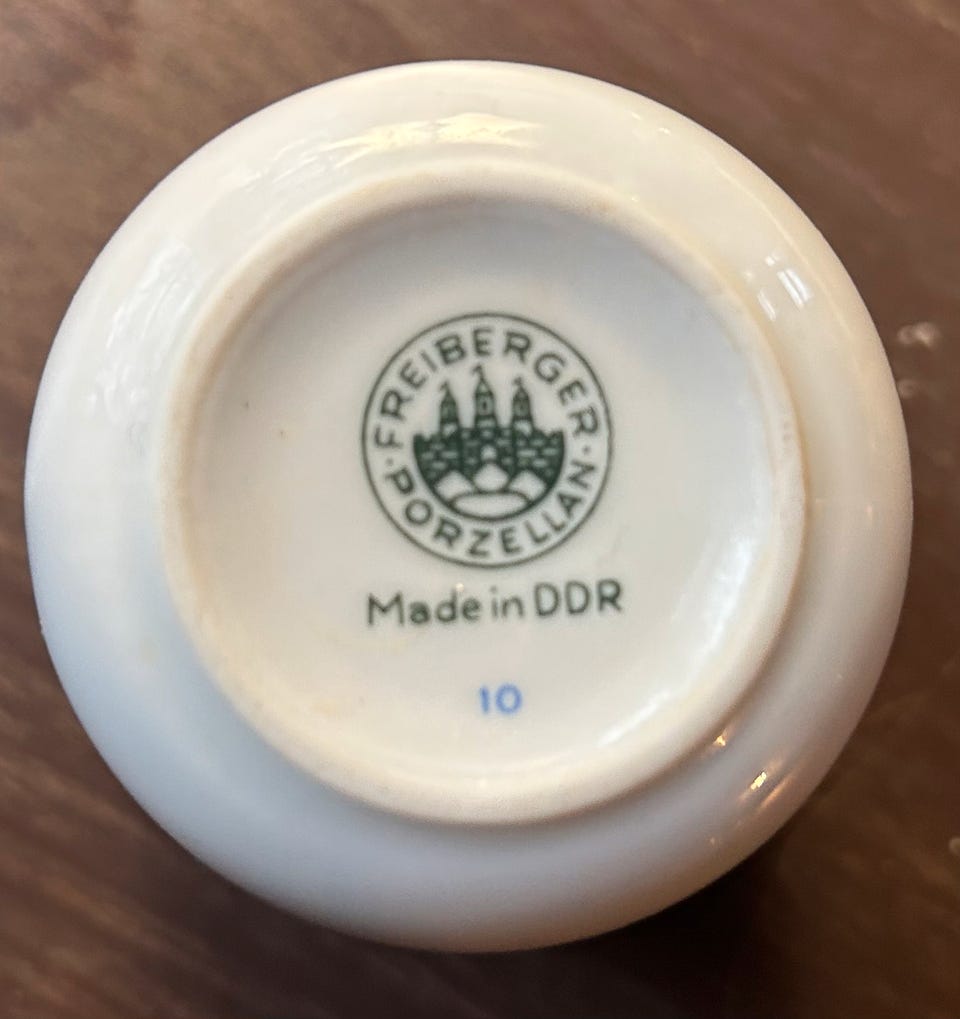 FREIBERGER
· PORZELLAN ·
Made in DDR
10